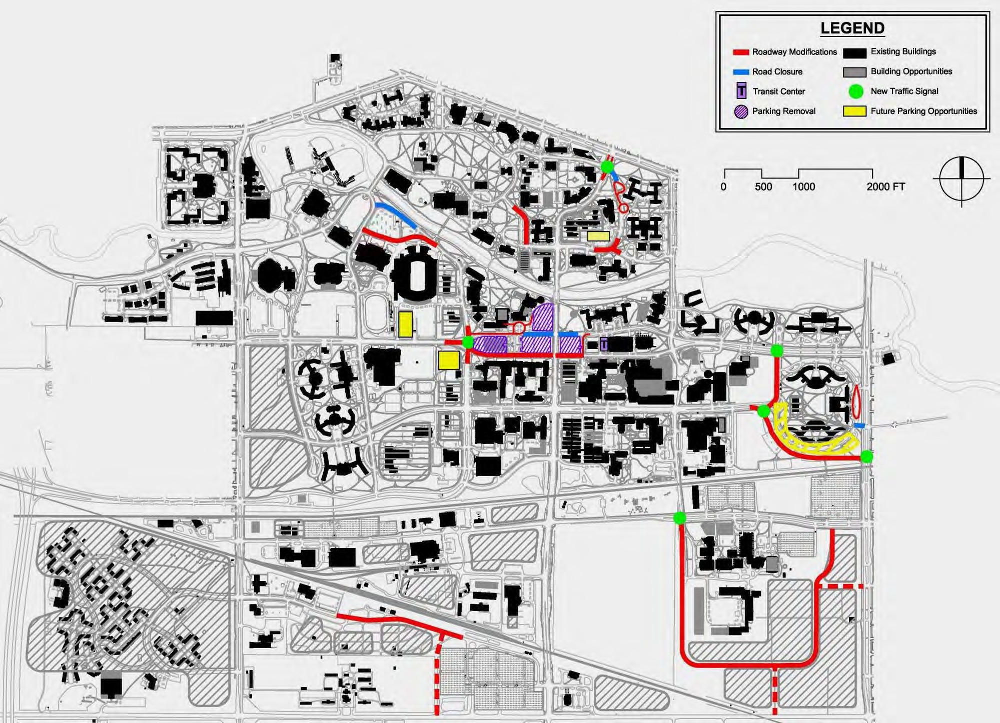 LEGEND
Roadway Modifications
Road Closure
T Transit Center
Parking Removal
Existing Buildings
Building Opportunities
New Traffic Signal
Future Parking Opportunities
0 500 1000 2000 FT
T